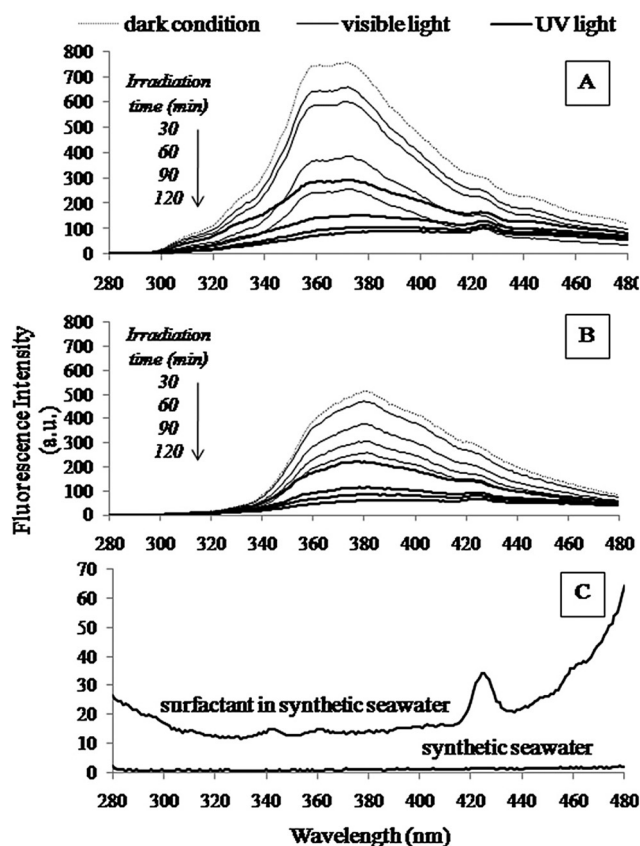 dark condition visible light UV light
800
700
600
500
400
300
200
100
0
Irradiation
time (min)
30
60
90
120
A
280 300 320 340 360 380 400 420 440 460 480
Fluorescence Intensity
(a.u.)
800
700
600
500
400
300
200
100
0
Irradiation
time (min)
30
60
90
120
B
280 300 320 340 360 380 400 420 440 460 480
70
60
50
40
30
20
10
0
C
surfactant in synthetic seawater
synthetic seawater
280 300 320 340 360 380 400 420 440 460 480
Wavelength (nm)